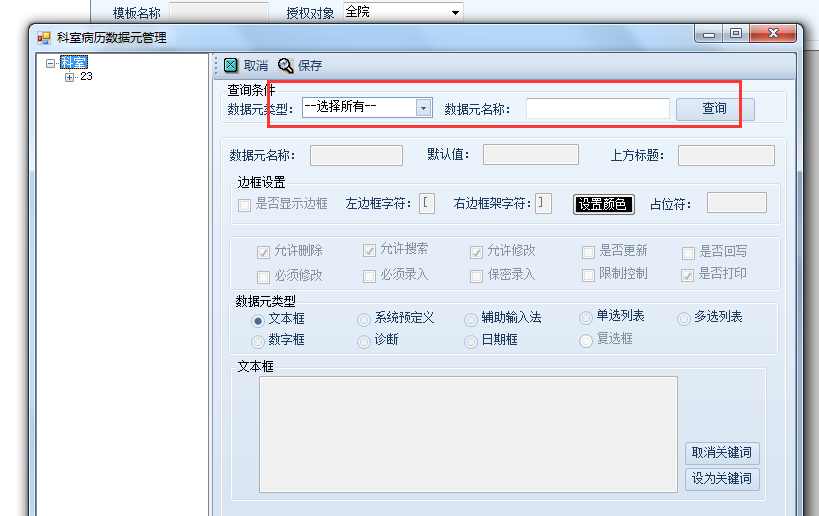 模板名称 授权对象 全院
科室病历数据元管理
科室
23
取消 保存
查询条件
数据元类型： --选择所有-- 数据元名称： 查询
数据元名称： 默认值： 上方标题：
边框设置
是否显示边框 左边框字符： [ 右边框架字符： ] 设置颜色 占位符：
允许删除 允许搜索 允许修改 是否更新 是否回写
必须修改 必须录入 保密录入 限制控制 是否打印
数据元类型
文本框 系统预定义 辅助输入法 单选列表 多选列表
数字框 诊断 日期框 复选框
文本框
取消关键词
设为关键词